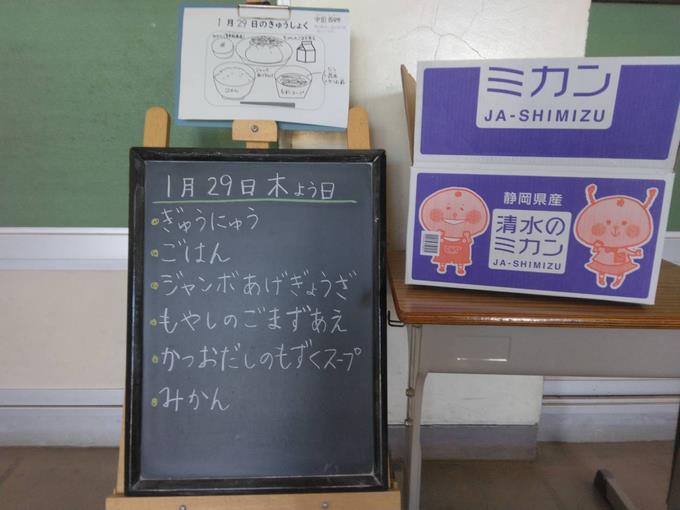 1月29日のきゅうしょく
ごはん
1月29日木よう日
ぎゅうにゅう
ごはん
ジャンボあげぎょうざ
もやしのごまずあえ
かつおだしのもずくスープ
みかん
ミカン
JA-SHIMIZU
静岡県産
清水の
ミカン
JA-SHIMIZU